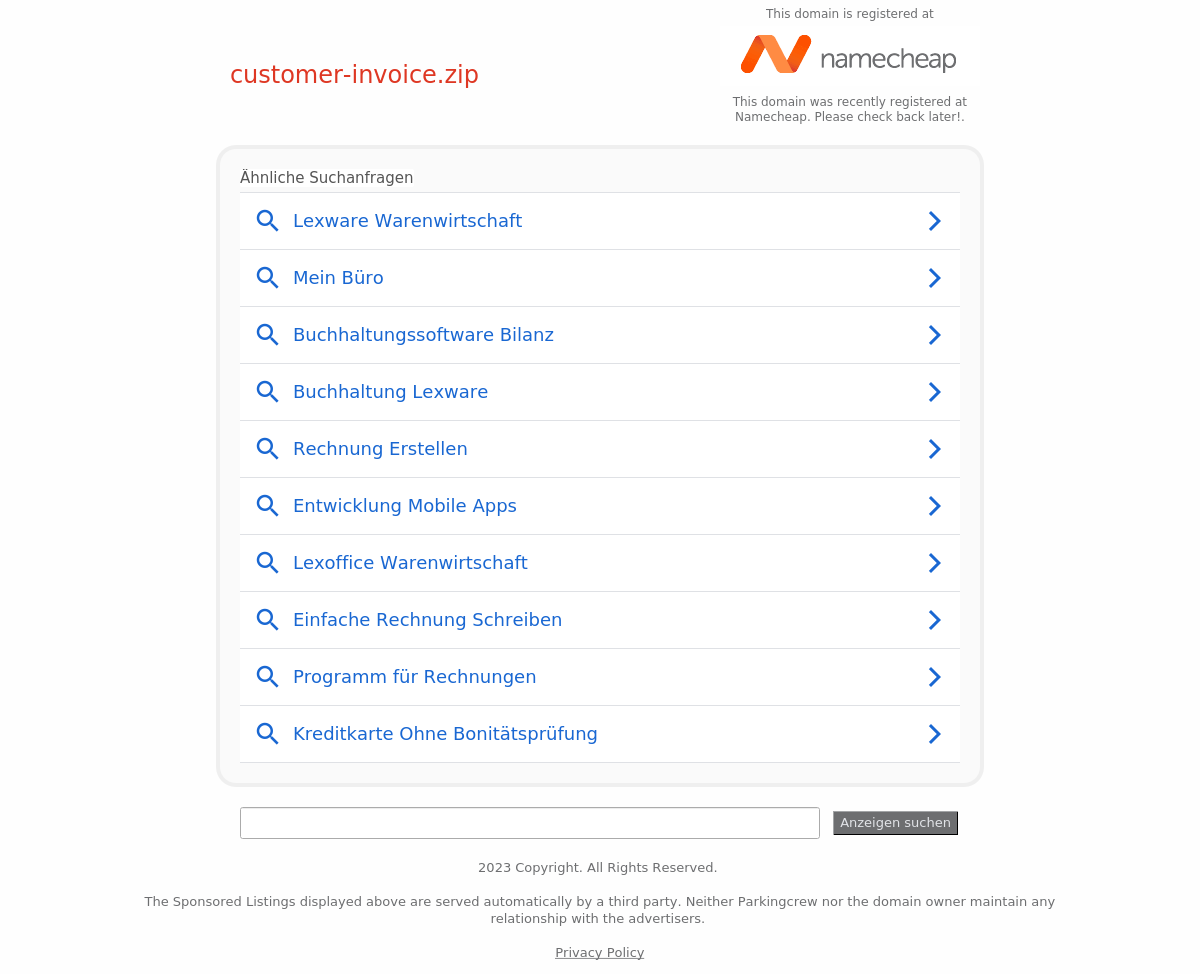 This domain is registered at
namecheap
customer-invoice.zip
This domain was recently registered at
Namecheap. Please check back later!.
Ähnliche Suchanfragen
Lexware Warenwirtschaft
Mein Büro
Buchhaltungssoftware Bilanz
Buchhaltung Lexware
Rechnung Erstellen
Entwicklung Mobile Apps
Lexoffice Warenwirtschaft
Einfache Rechnung Schreiben
Programm für Rechnungen
Kreditkarte Ohne Bonitätsprüfung
Anzeigen suchen
2023 Copyright. All Rights Reserved.
The Sponsored Listings displayed above are served automatically by a third party. Neither Parkingcrew nor the domain owner maintain any
relationship with the advertisers.
Privacy Policy